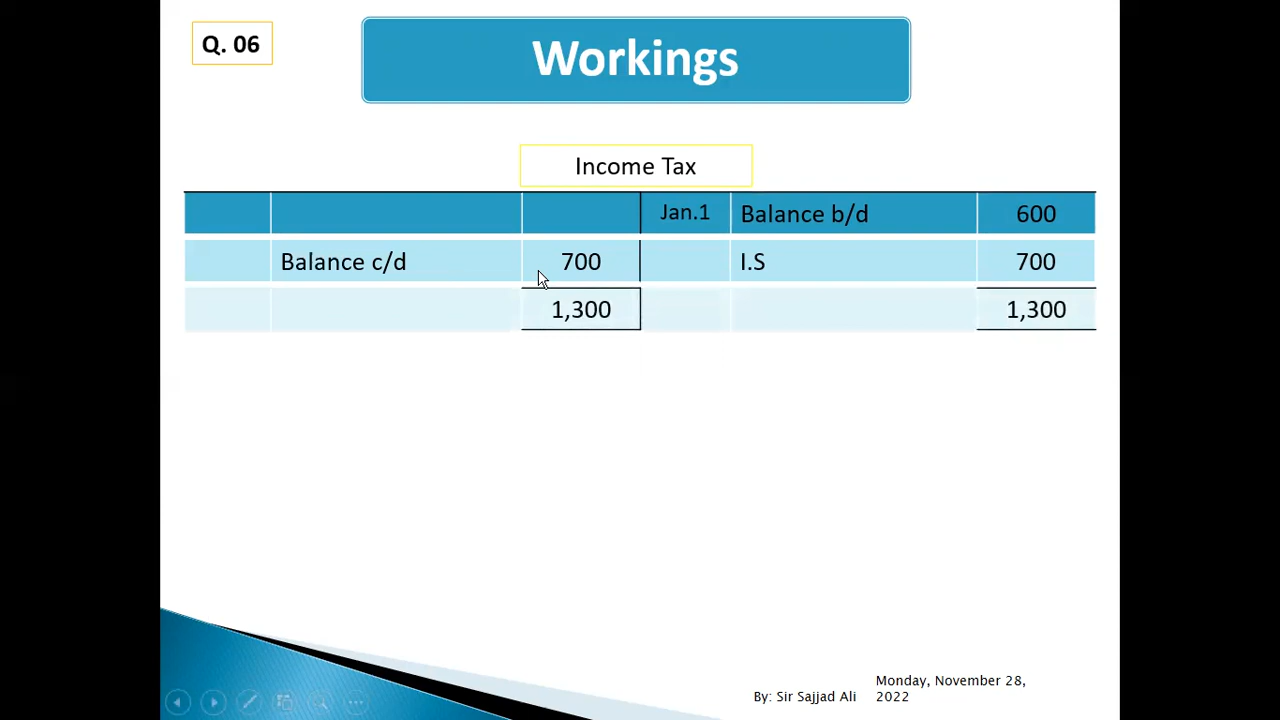 Q. 06
Workings
Income Tax
Jan.1 Balance b/d 600
Balance c/d 700 I.S 700
1,300 1,300
By: Sir Sajjad Ali
Monday, November 28,
2022